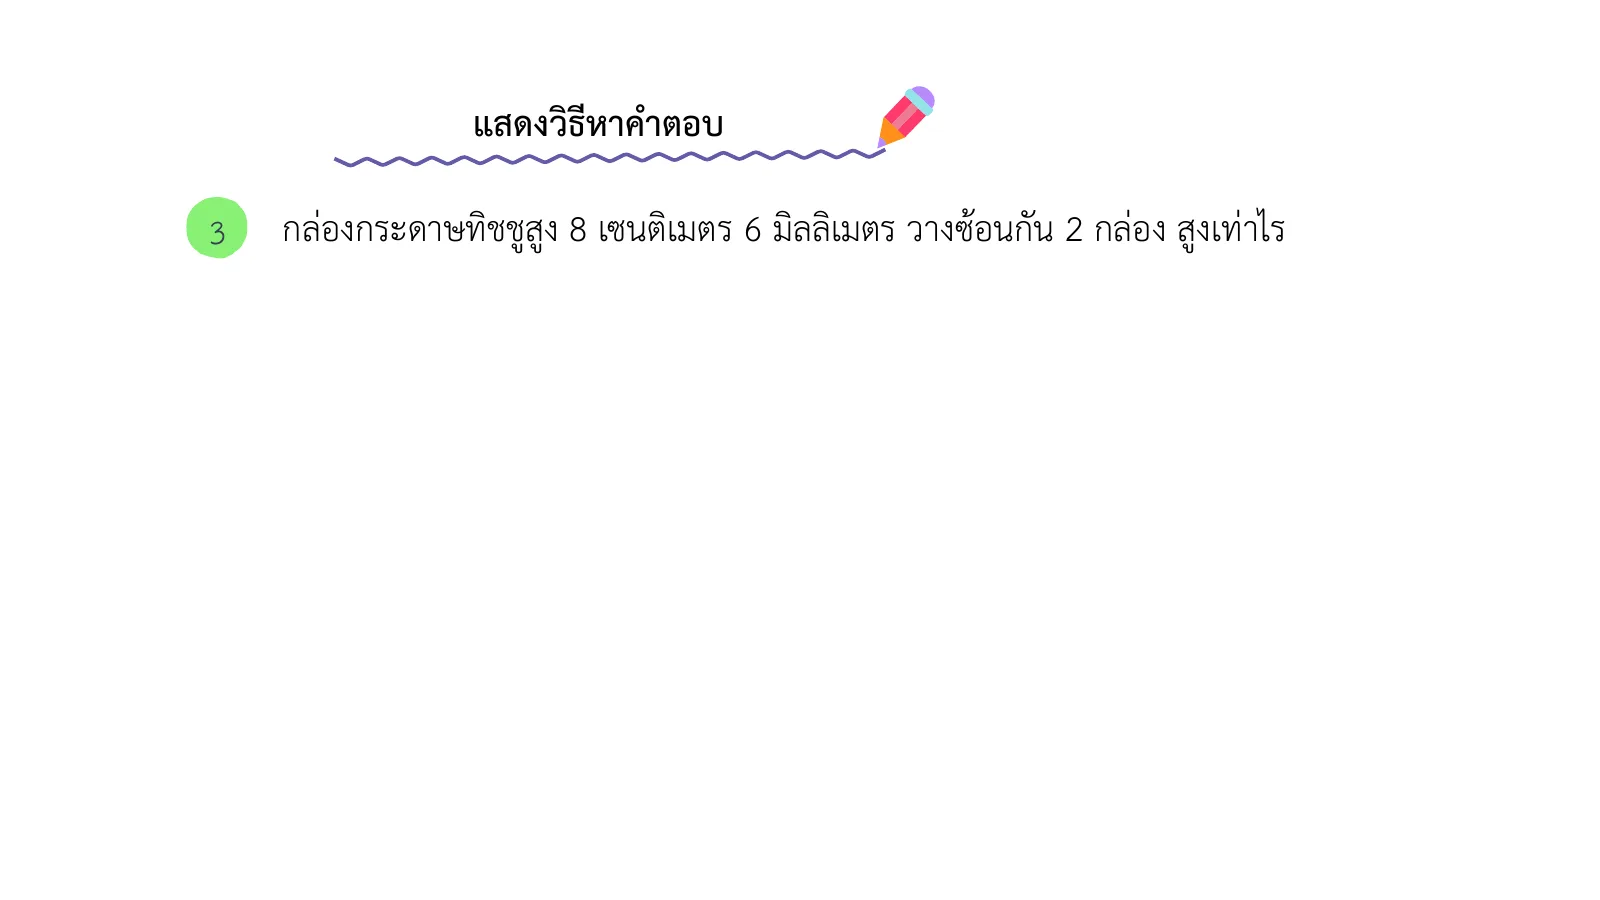 แสดงวิธีหาคำตอบ
3 กล่องกระดาษทิชชูสูง 8 เซนติเมตร 6 มิลลิเมตร วางซ้อนกัน 2 กล่อง สูงเท่าไร